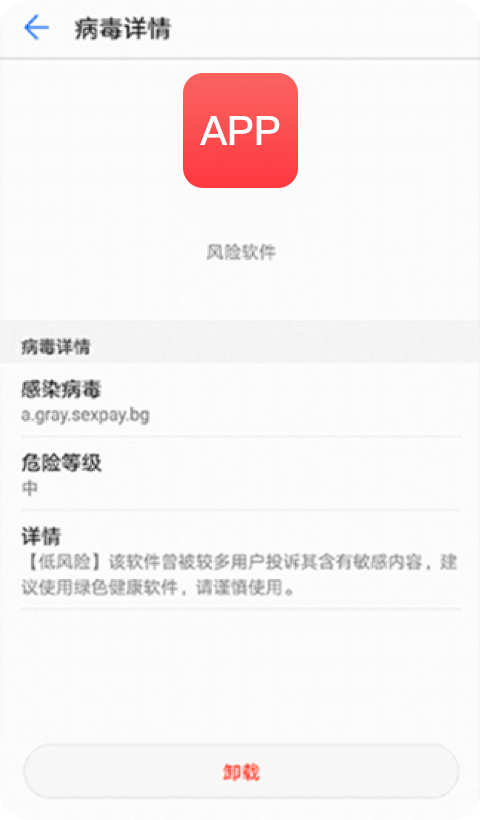 病毒详情
APP
风险软件
病毒详情
感染病毒
a.gray.sexpay.bg
危险等级
中
详情
【低风险】该软件曾被较多用户投诉其含有敏感内容，建
议使用绿色健康软件，请谨慎使用。
卸载